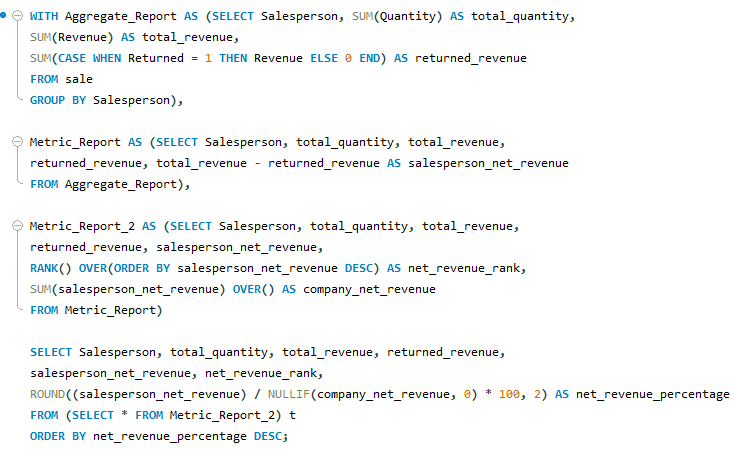 WITH Aggregate_Report AS (SELECT Salesperson, SUM(Quantity) AS total_quantity,
SUM(Revenue) AS total_revenue,
SUM(CASE WHEN Returned = 1 THEN Revenue ELSE 0 END) AS returned_revenue
FROM sale
GROUP BY Salesperson),
Metric_Report AS (SELECT Salesperson, total_quantity, total_revenue,
returned_revenue, total_revenue - returned_revenue AS salesperson_net_revenue
FROM Aggregate_Report),
Metric_Report_2 AS (SELECT Salesperson, total_quantity, total_revenue,
returned_revenue, salesperson_net_revenue,
RANK() OVER(ORDER BY salesperson_net_revenue DESC) AS net_revenue_rank,
SUM(salesperson_net_revenue) OVER() AS company_net_revenue
FROM Metric_Report)
SELECT Salesperson, total_quantity, total_revenue, returned_revenue,
salesperson_net_revenue, net_revenue_rank,
ROUND((salesperson_net_revenue) / NULLIF(company_net_revenue, 0) * 100, 2) AS net_revenue_percentage
FROM (SELECT * FROM Metric_Report_2) t
ORDER BY net_revenue_percentage DESC;